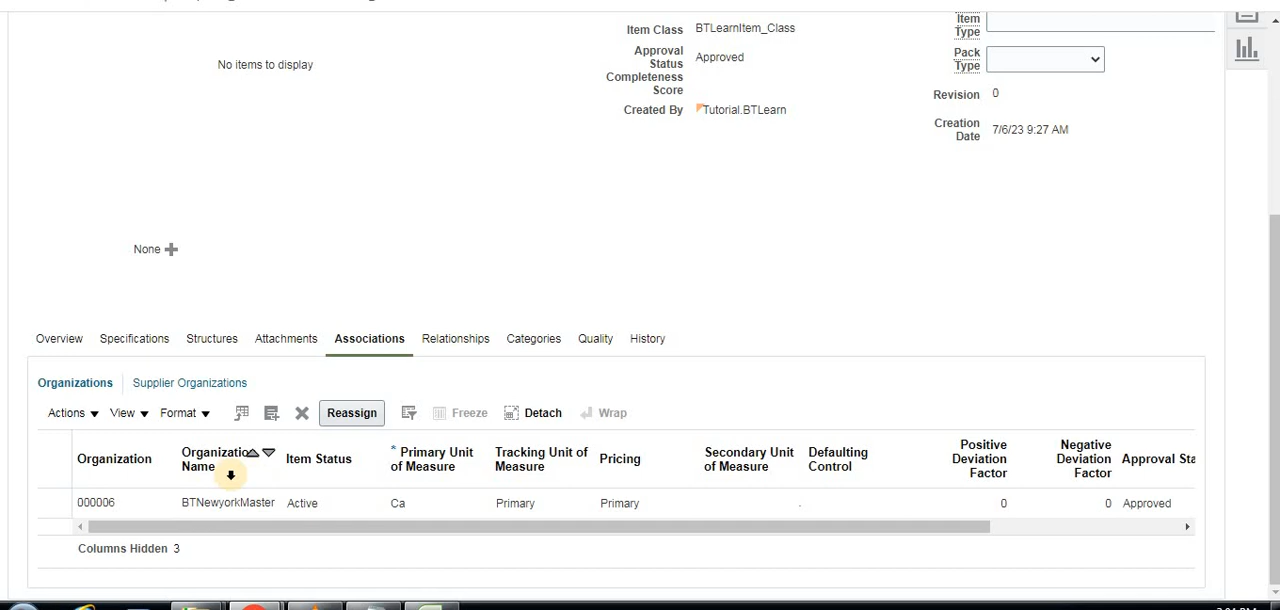 Item Class BTLearnItem_Class
Item
Type
No items to display
Approval
Status
Approved
Pack
Type
Completeness
Score
Revision 0
Created By Tutorial.BTLearn
Creation
Date
7/6/23 9:27 AM
None
Overview Specifications Structures Attachments Associations Relationships Categories Quality History
Organizations Supplier Organizations
Actions View Format Reassign Freeze Detach Wrap
Organization
Organization
Name
Item Status
* Primary Unit
of Measure
Tracking Unit of
Measure
Pricing
Secondary Unit
of Measure
Defaulting
Control
Positive
Deviation
Factor
Negative
Deviation
Factor
Approval Sta
000006 BTNewyorkMaster Active Ca Primary Primary . 0 0 Approved
Columns Hidden 3